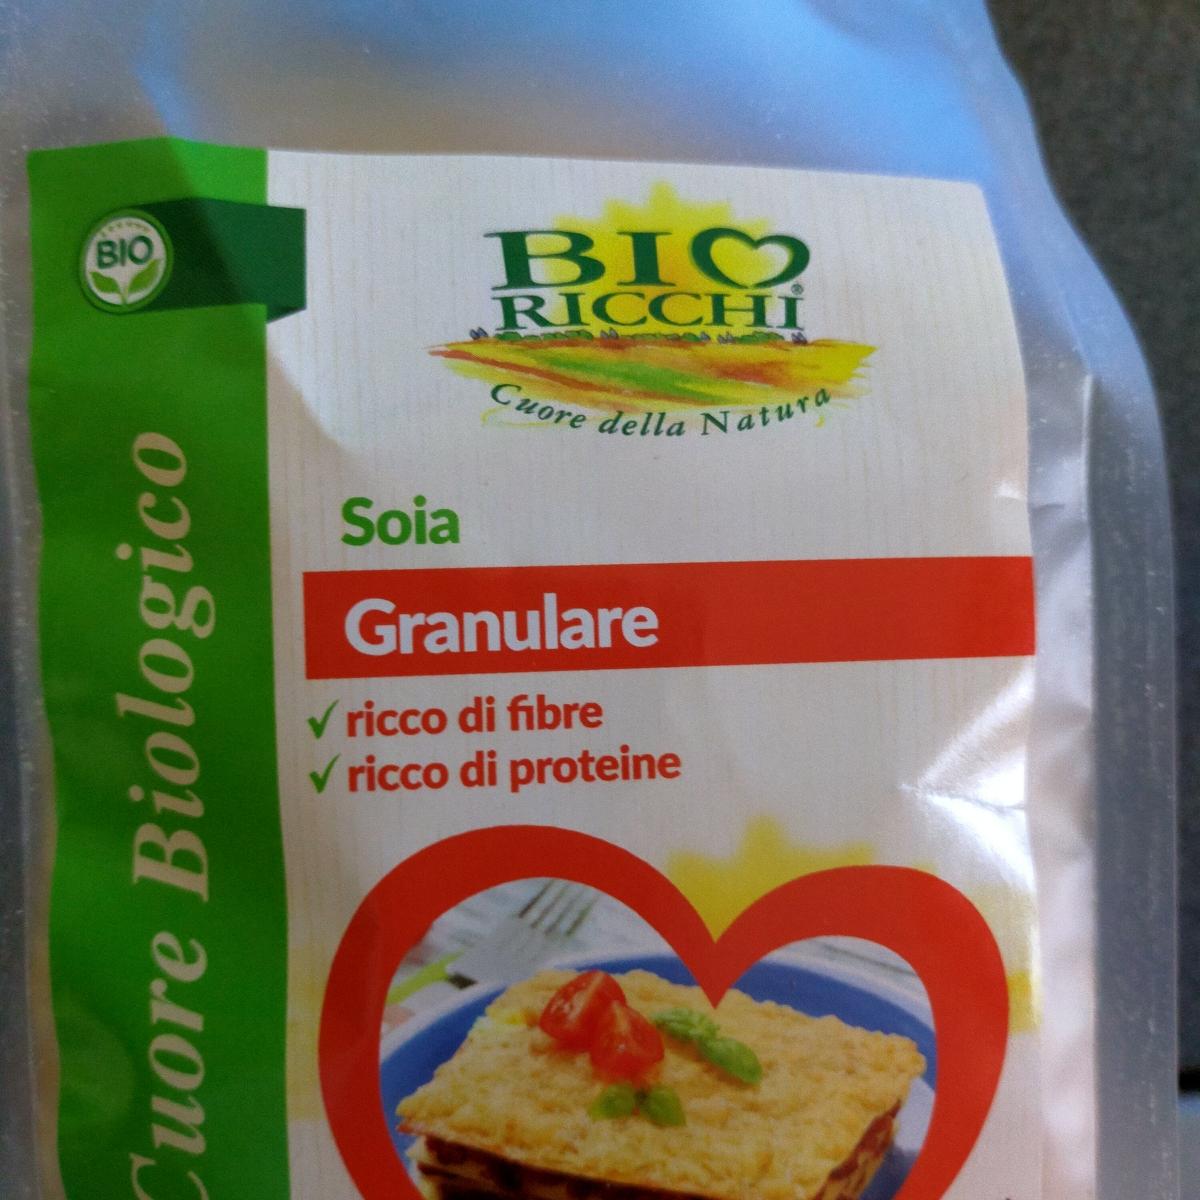 BIO
BIO
RICCHI®
Cuore della Natura
Soia
Granulare
✓ ricco di fibre
✓ ricco di proteine
Cuore Biologico